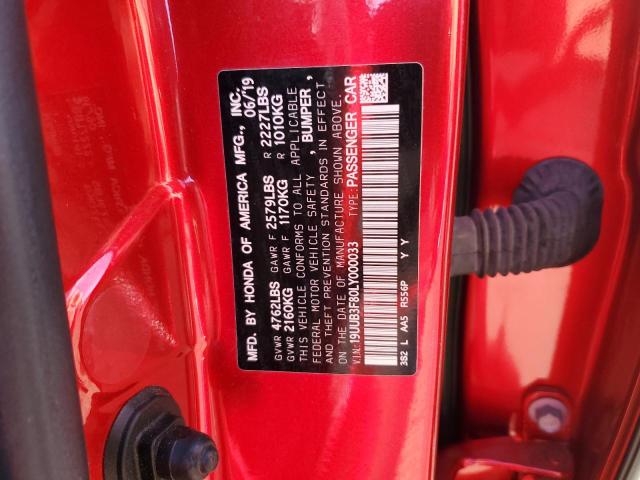 MFD. BY HONDA OF AMERICA MFG., INC. 06/19
GVWR 4762LBS GAWR F 2579LBS R 2227LBS
GVWR 2160KG GAWR F 1170KG R 1010KG
THIS VEHICLE CONFORMS TO ALL APPLICABLE
FEDERAL MOTOR VEHICLE SAFETY , BUMPER ,
AND THEFT PREVENTION STANDARDS IN EFFECT
ON THE DATE OF MANUFACTURE SHOWN ABOVE.
VIN: 19UUB3F80LY000033 TYPE: PASSENGER CAR
3S2 L AA5 R556P Y Y